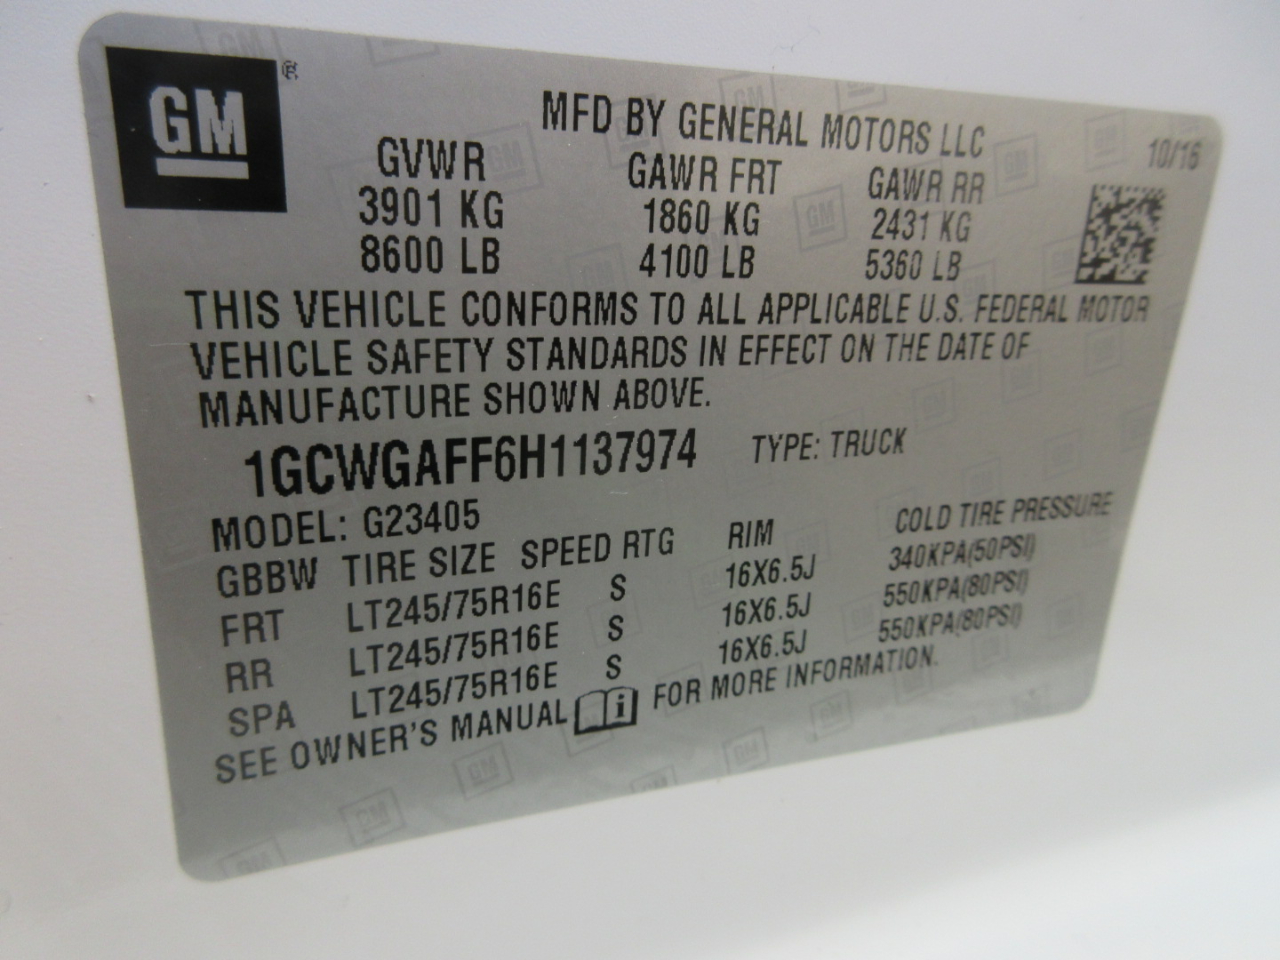 GM ®
MFD BY GENERAL MOTORS LLC
10/16
GVWR GAWR FRT GAWR RR
3901 KG 1860 KG 2431 KG
8600 LB 4100 LB 5360 LB
THIS VEHICLE CONFORMS TO ALL APPLICABLE U.S. FEDERAL MOTOR
VEHICLE SAFETY STANDARDS IN EFFECT ON THE DATE OF
MANUFACTURE SHOWN ABOVE.
1GCWGAFF6H1137974 TYPE: TRUCK
MODEL: G23405
GBBW TIRE SIZE SPEED RTG RIM COLD TIRE PRESSURE
FRT LT245/75R16E S 16X6.5J 340KPA(50PSI)
RR LT245/75R16E S 16X6.5J 550KPA(80PSI)
SPA LT245/75R16E S 16X6.5J 550KPA(80PSI)
SEE OWNER'S MANUAL i FOR MORE INFORMATION.